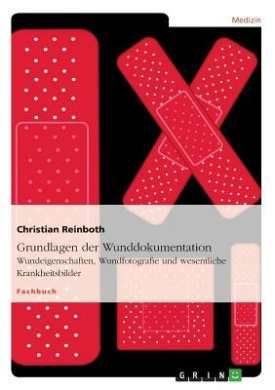 Medizin
Christian Reinboth
Grundlagen der Wunddokumentation
Wundeigenschaften, Wundfotografie und wesentliche
Krankheitsbilder
Fachbuch
GRIN